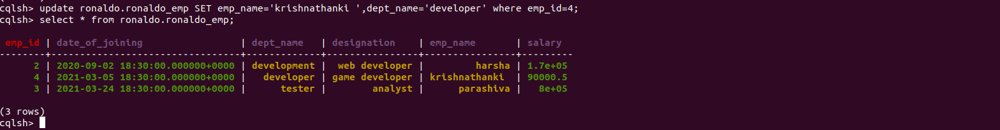 cqlsh> update ronaldo.ronaldo_emp SET emp_name='krishnathanki ',dept_name='developer' where emp_id=4;
cqlsh> select * from ronaldo.ronaldo_emp;
 emp_id | date_of_joining                 | dept_name   | designation    | emp_name       | salary
--------+---------------------------------+-------------+----------------+----------------+---------
      2 | 2020-09-02 18:30:00.000000+0000 | development |  web developer |         harsha | 1.7e+05
      4 | 2021-03-05 18:30:00.000000+0000 |   developer | game developer | krishnathanki  | 90000.5
      3 | 2021-03-24 18:30:00.000000+0000 |      tester |        analyst |      parashiva |   8e+05
(3 rows)
cqlsh>